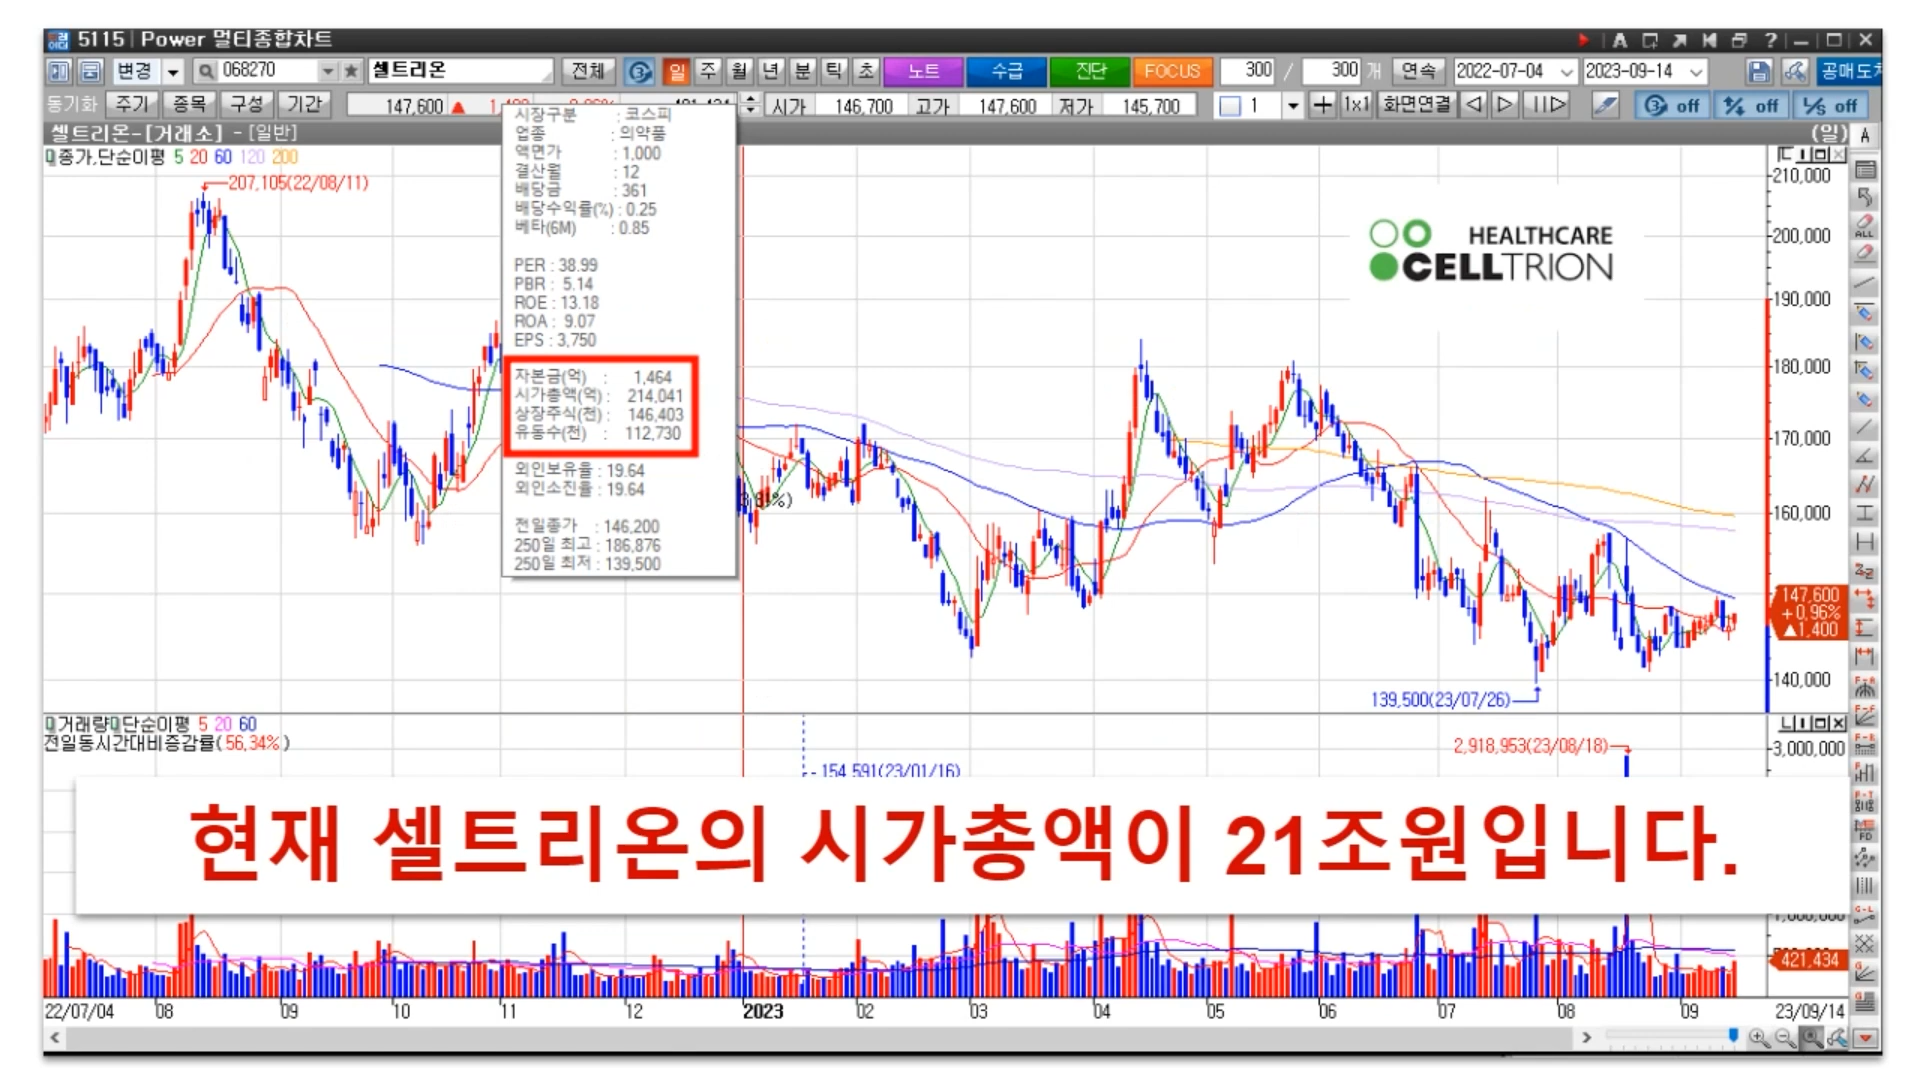 5115 | Power 멀티종합차트
변경 068270 셀트리온 전체 일 주 월 년 분 틱 초 노트 수급 진단 FOCUS 300 / 300 개 연속 2022-07-04 2023-09-14 공매도
동기화 주기 종목 구성 기간 147,600 ▲ 시가 146,700 고가 147,600 저가 145,700 1 1x1 화면연결 off off off
셀트리온-[거래소] - [일반] (일) A
종가,단순이평 5 20 60 120 200
207,105(22/08/11)
시장구분 : 코스피
업종 : 의약품
액면가 : 1,000
결산월 : 12
배당금 : 361
배당수익률(%) : 0.25
베타(6M) : 0.85
PER : 38.99
PBR : 5.14
ROE : 13.18
ROA : 9.07
EPS : 3,750
자본금(억) : 1,464
시가총액(억) : 214,041
상장주식(천) : 146,403
유동수(천) : 112,730
외인보유율 : 19.64
외인소진율 : 19.64
전일종가 : 146,200
250일 최고 : 186,876
250일 최저 : 139,500
HEALTHCARE
CELLTRION
210,000
200,000
190,000
180,000
170,000
160,000
147,600
+0,96%
▲1,400
140,000
139,500(23/07/26)
거래량 단순이평 5 20 60
전일동시간대비증감률(56,34%)
2,918,953(23/08/18)
3,000,000
154,591(23/01/16)
현재 셀트리온의 시가총액이 21조원입니다.
421,434
22/07/04 08 09 10 11 12 2023 02 03 04 05 06 07 08 09 23/09/14